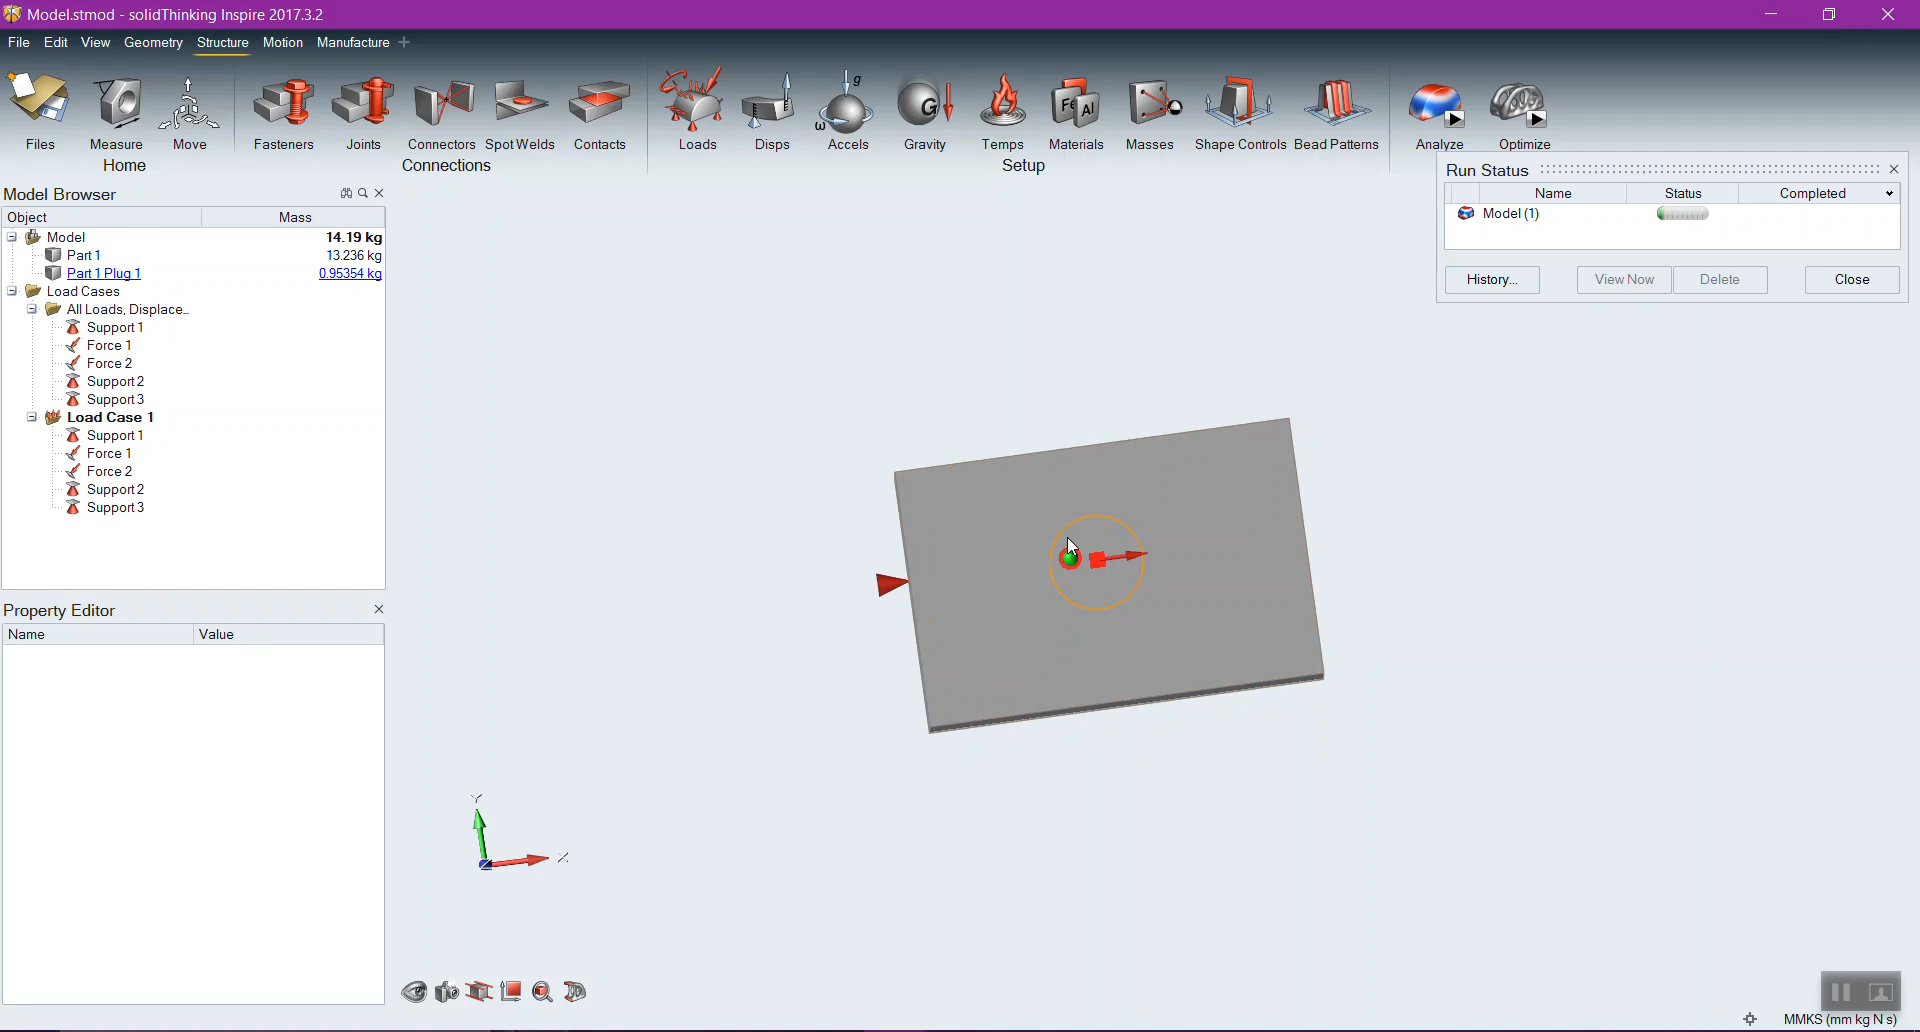 Model.stmod - solidThinking Inspire 2017.3.2
File Edit View Geometry Structure Motion Manufacture
Files Measure Move Fasteners Joints Connectors Spot Welds Contacts Loads Disps Accels Gravity Temps Materials Masses Shape Controls Bead Patterns Analyze Optimize
Home Connections Setup
Run Status
Name Status Completed
Model (1)
History... View Now Delete Close
Model Browser
Object Mass
Model 14.19 kg
Part 1 13.236 kg
Part 1 Plug 1 0.95354 kg
Load Cases
All Loads, Displace...
Support 1
Force 1
Force 2
Support 2
Support 3
Load Case 1
Support 1
Force 1
Force 2
Support 2
Support 3
Property Editor
Name Value
Y
X
MMKS (mm kg N s)